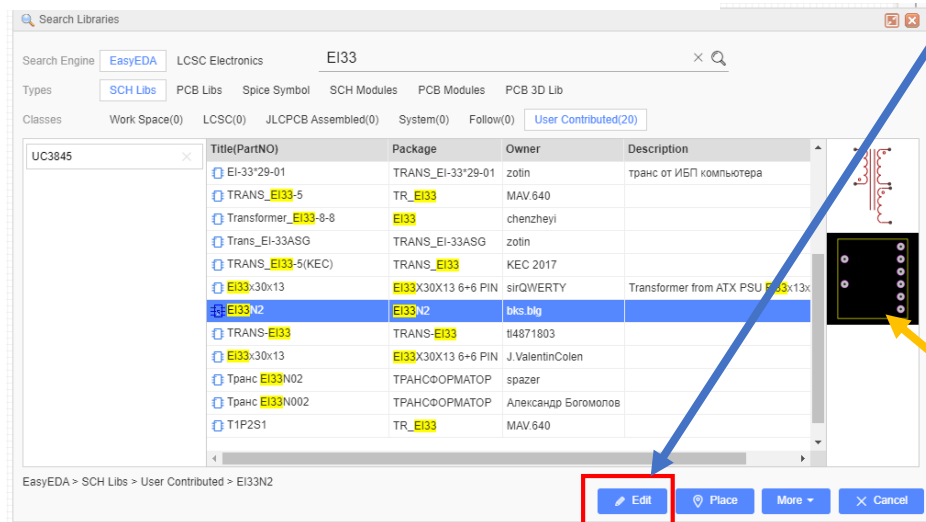 Search Libraries
Search Engine EasyEDA LCSC Electronics EI33
Types SCH Libs PCB Libs Spice Symbol SCH Modules PCB Modules PCB 3D Lib
Classes Work Space(0) LCSC(0) JLCPCB Assembled(0) System(0) Follow(0) User Contributed(20)
UC3845
Title(PartNO) Package Owner Description
EI-33*29-01 TRANS_EI-33*29-01 zotin транс от ИБП компьютера
TRANS_EI33-5 TR_EI33 MAV.640
Transformer_EI33-8-8 EI33 chenzheyi
Trans_EI-33ASG TRANS_EI-33ASG zotin
TRANS_EI33-5(KEC) TRANS_EI33 KEC 2017
EI33x30x13 EI33X30X13 6+6 PIN sirQWERTY Transformer from ATX PSU EI33x13x
EI33N2 EI33N2 bks.blg
TRANS-EI33 TRANS-EI33 tl4871803
EI33x30x13 EI33X30X13 6+6 PIN J.ValentinColen
Транс EI33N02 ТРАНСФОРМАТОР spazer
Транс EI33N002 ТРАНСФОРМАТОР Александр Богомолов
T1P2S1 TR_EI33 MAV.640
EasyEDA > SCH Libs > User Contributed > EI33N2
Edit Place More Cancel